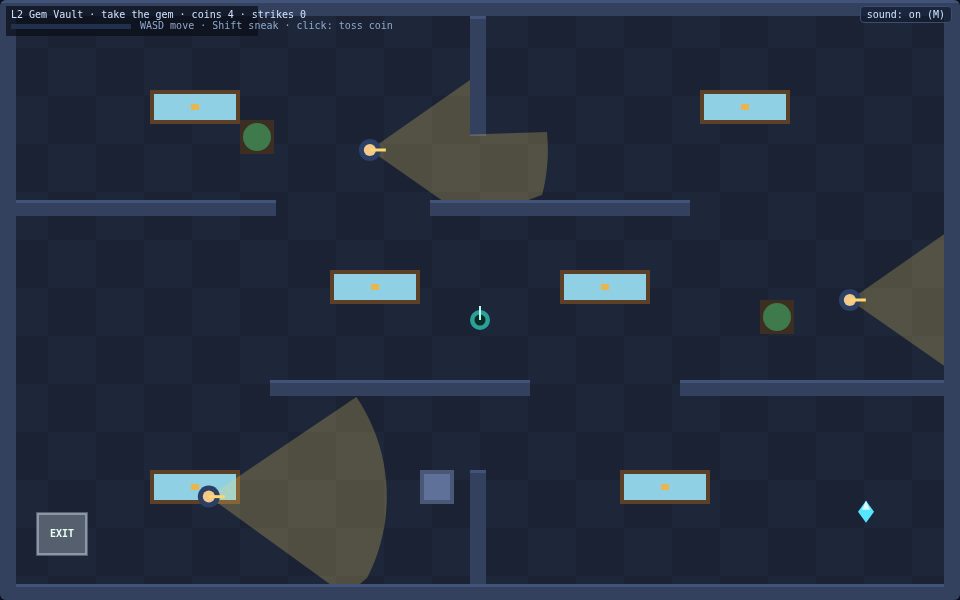 L2 Gem Vault · take the gem · coins 4 · strikes 0
sound: on (M)
WASD move · Shift sneak · click: toss coin
EXIT